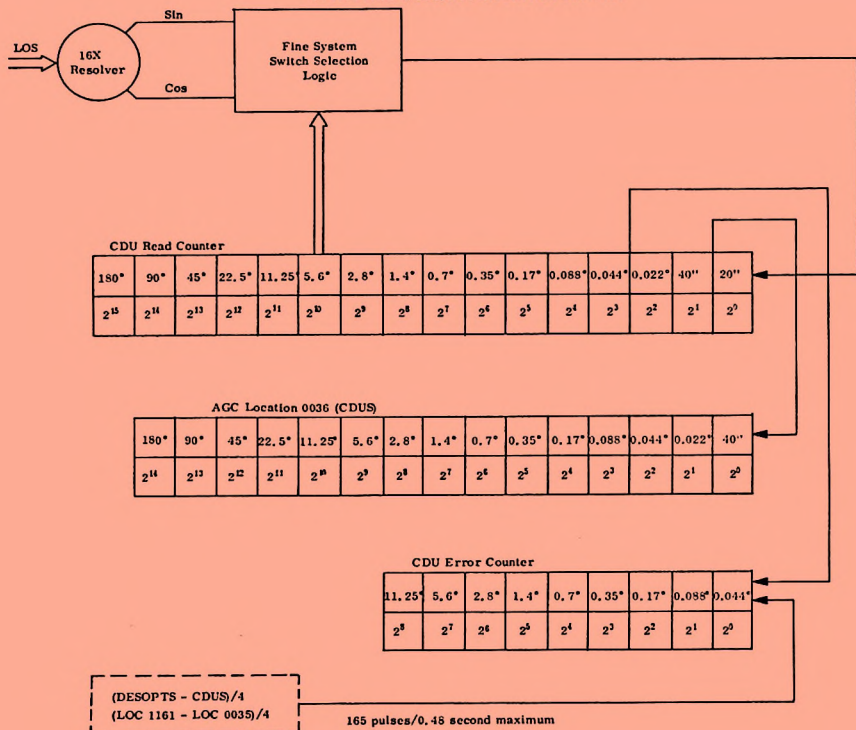 Sin
LOS
16X
Resolver
Cos
Fine System
Switch Selection
Logic
CDU Read Counter
180° 90° 45° 22.5° 11.25° 5.6° 2.8° 1.4° 0.7° 0.35° 0.17° 0.088° 0.044° 0.022° 40" 20"
2¹⁵ 2¹⁴ 2¹³ 2¹² 2¹¹ 2¹⁰ 2⁹ 2⁸ 2⁷ 2⁶ 2⁵ 2⁴ 2³ 2² 2¹ 2⁰
AGC Location 0036 (CDUS)
180° 90° 45° 22.5° 11.25° 5.6° 2.8° 1.4° 0.7° 0.35° 0.17° 0.088° 0.044° 0.022° 40"
2¹⁴ 2¹³ 2¹² 2¹¹ 2¹⁰ 2⁹ 2⁸ 2⁷ 2⁶ 2⁵ 2⁴ 2³ 2² 2¹ 2⁰
CDU Error Counter
11.25° 5.6° 2.8° 1.4° 0.7° 0.35° 0.17° 0.088° 0.044°
2⁸ 2⁷ 2⁶ 2⁵ 2⁴ 2³ 2² 2¹ 2⁰
(DESOPTS - CDUS)/4
(LOC 1161 - LOC 0035)/4
165 pulses/0.48 second maximum